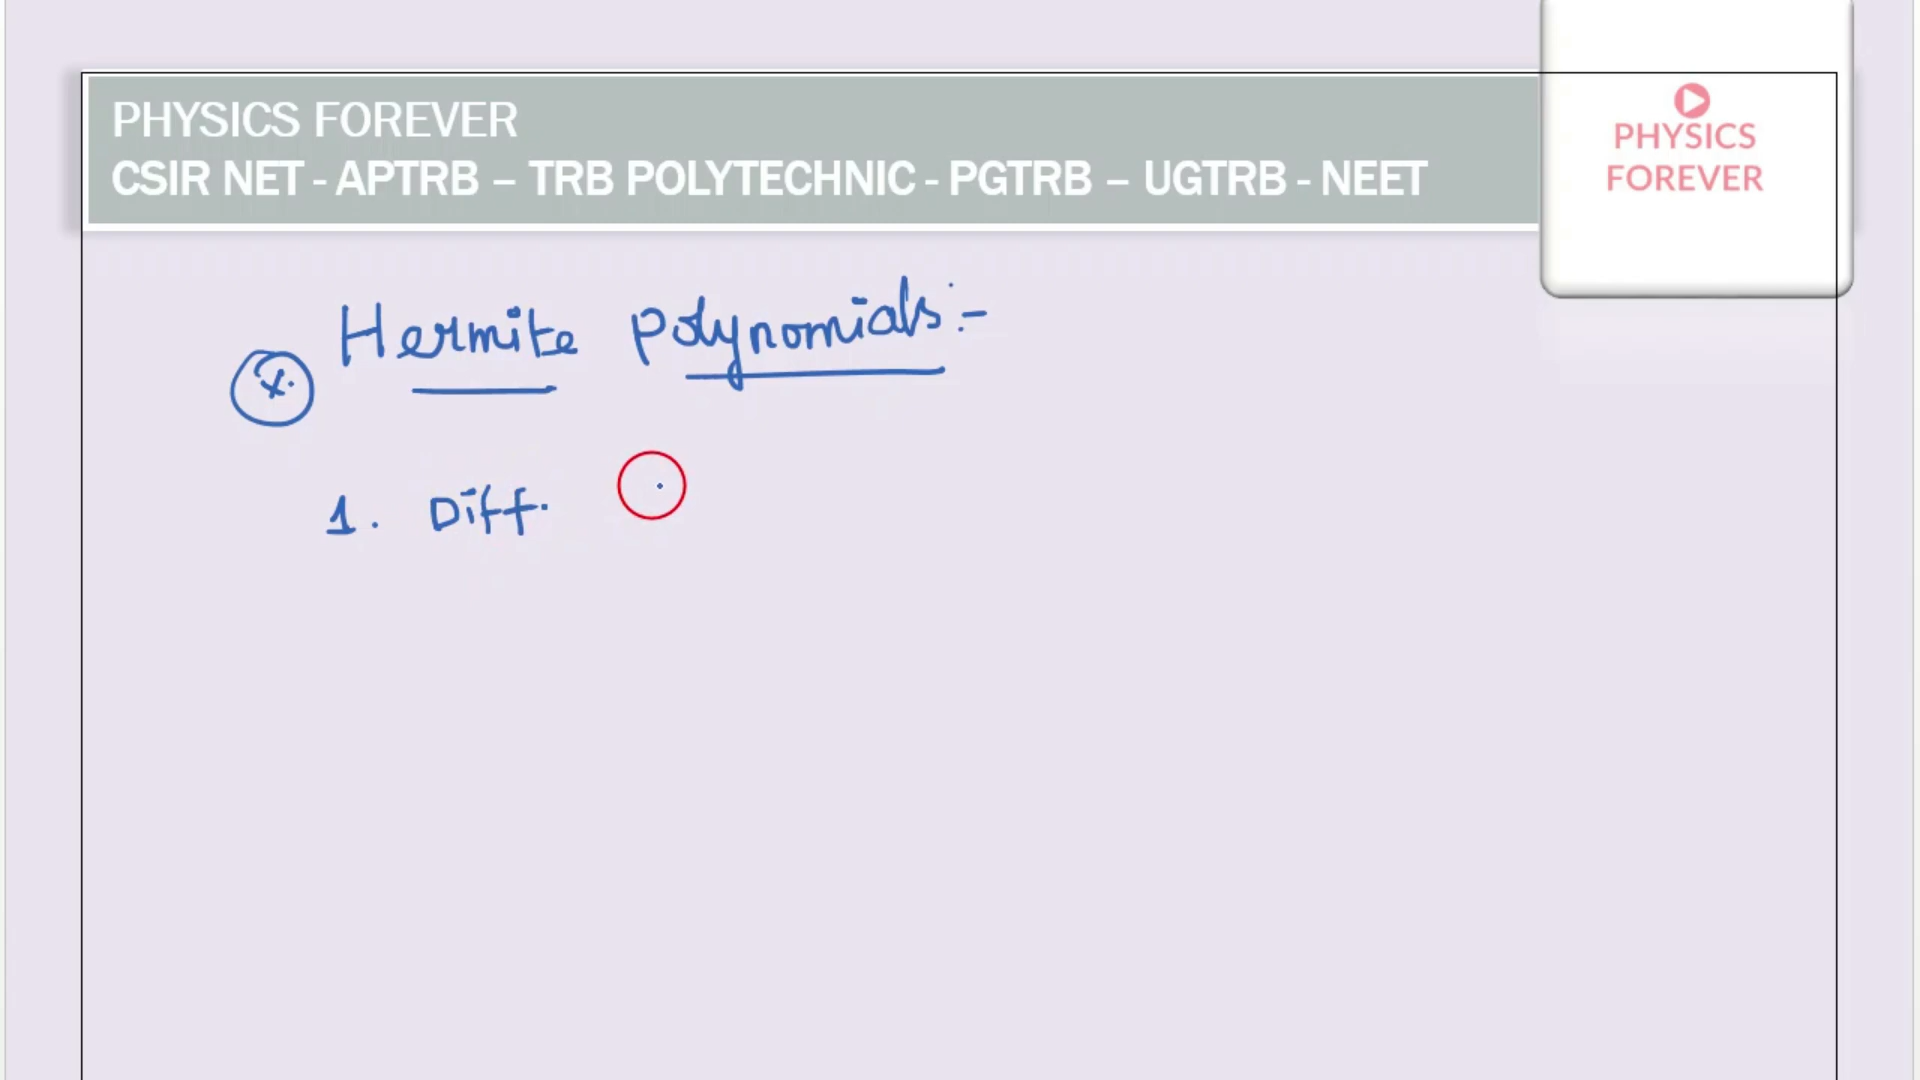 PHYSICS FOREVER
CSIR NET - APTRB – TRB POLYTECHNIC - PGTRB – UGTRB - NEET
PHYSICS
FOREVER
Hermite Polynomials:-
1. Diff.